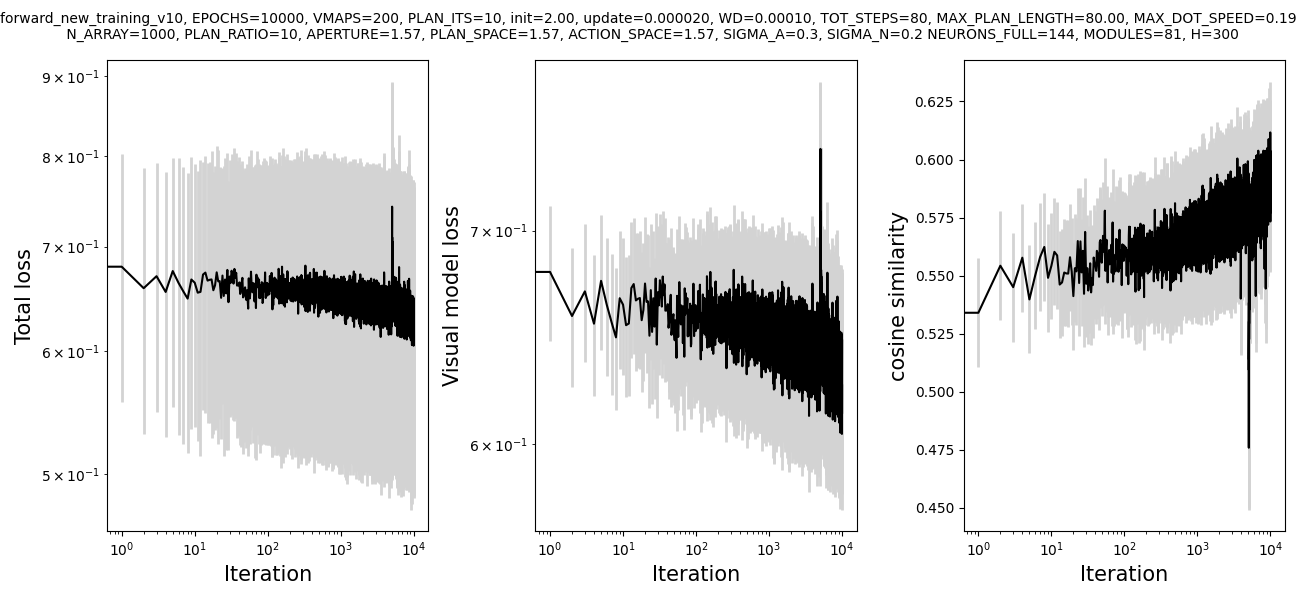 forward_new_training_v10, EPOCHS=10000, VMAPS=200, PLAN_ITS=10, init=2.00, update=0.000020, WD=0.00010, TOT_STEPS=80, MAX_PLAN_LENGTH=80.00, MAX_DOT_SPEED=0.19
N_ARRAY=1000, PLAN_RATIO=10, APERTURE=1.57, PLAN_SPACE=1.57, ACTION_SPACE=1.57, SIGMA_A=0.3, SIGMA_N=0.2 NEURONS_FULL=144, MODULES=81, H=300
Total loss
9 × 10⁻¹
8 × 10⁻¹
7 × 10⁻¹
6 × 10⁻¹
5 × 10⁻¹
10⁰ 10¹ 10² 10³ 10⁴
Iteration
Visual model loss
7 × 10⁻¹
6 × 10⁻¹
10⁰ 10¹ 10² 10³ 10⁴
Iteration
cosine similarity
0.625
0.600
0.575
0.550
0.525
0.500
0.475
0.450
10⁰ 10¹ 10² 10³ 10⁴
Iteration